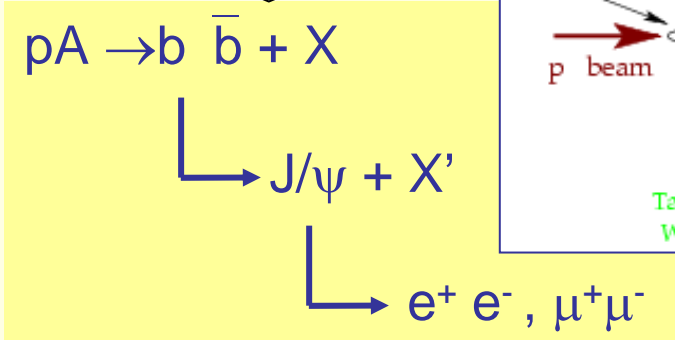 pA →b b̅ + X
p beam
J/ψ + X’
e⁺ e⁻ , μ⁺μ⁻